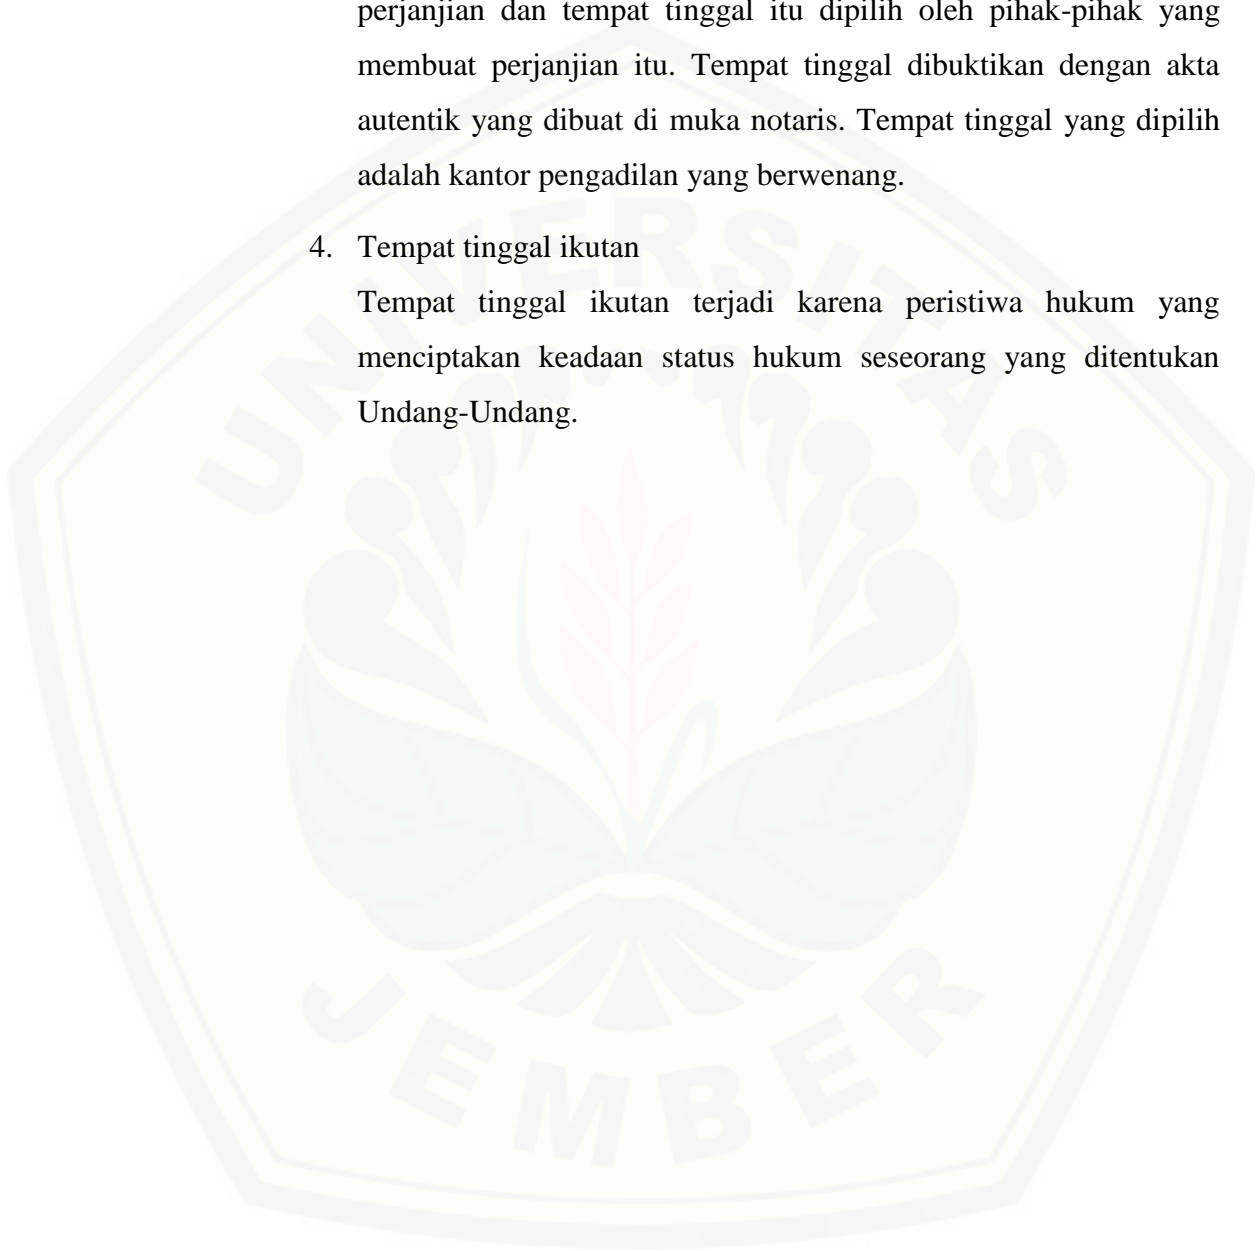 perjanjian dan tempat tinggal itu dipilih oleh pihak-pihak yang
membuat perjanjian itu. Tempat tinggal dibuktikan dengan akta
autentik yang dibuat di muka notaris. Tempat tinggal yang dipilih
adalah kantor pengadilan yang berwenang.
4. Tempat tinggal ikutan
Tempat tinggal ikutan terjadi karena peristiwa hukum yang
menciptakan keadaan status hukum seseorang yang ditentukan
Undang-Undang.
UNIVERSITAS
JEMBER